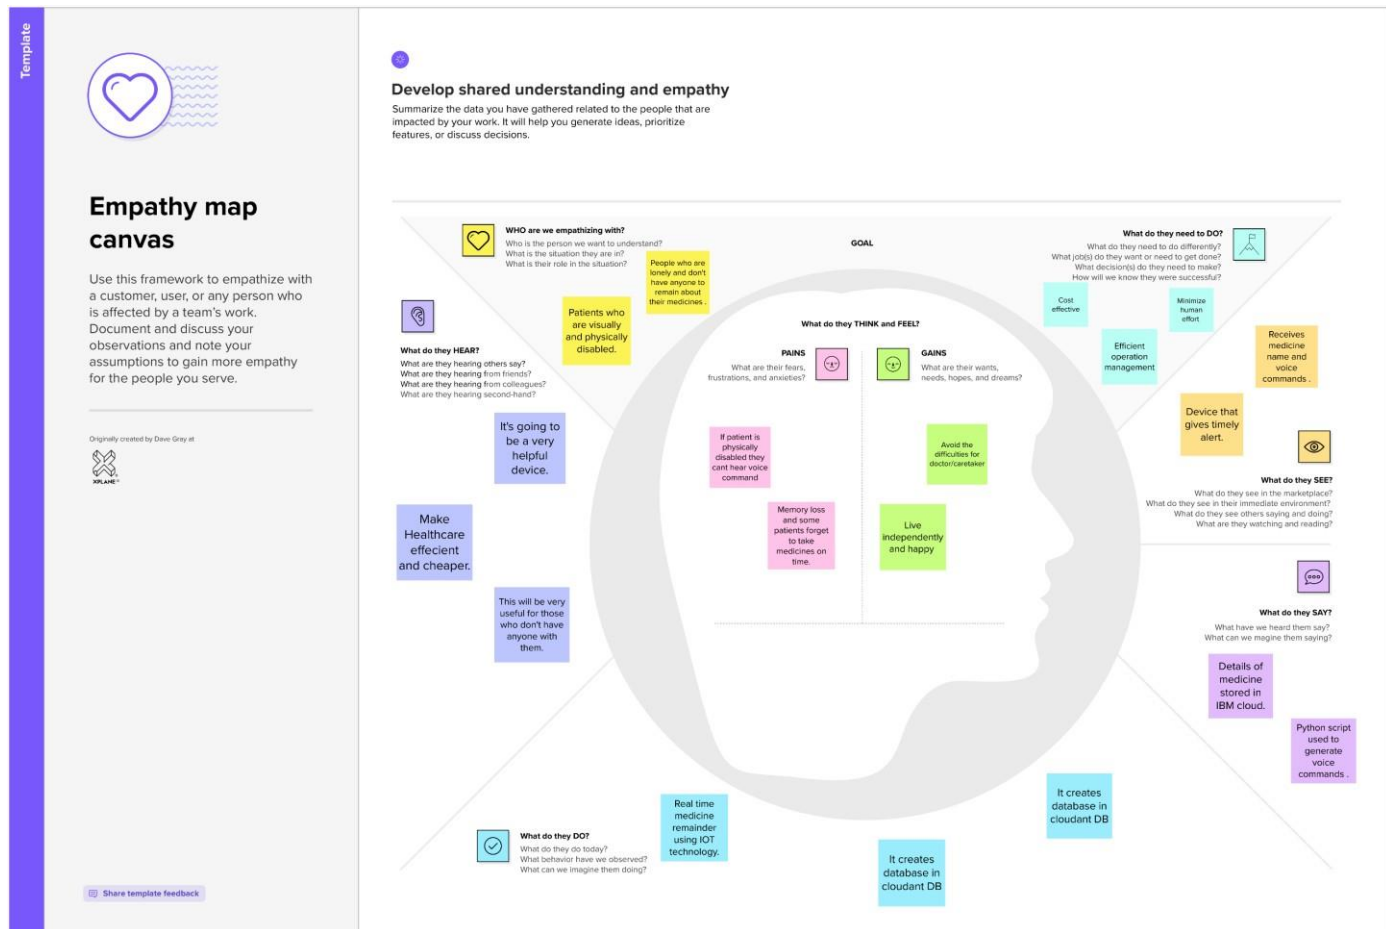 Template
Empathy map
canvas
Use this framework to empathize with
a customer, user, or any person who
is affected by a team's work.
Document and discuss your
observations and note your
assumptions to gain more empathy
for the people you serve.
Originally created by Dave Gray at
XPLANE
Share template feedback
Develop shared understanding and empathy
Summarize the data you have gathered related to the people that are
impacted by your work. It will help you generate ideas, prioritize
features, or discuss decisions.
WHO are we empathizing with?
Who is the person we want to understand?
What is the situation they are in?
What is their role in the situation?
People who are
lonely and don't
have anyone to
remain about
their medicines .
Patients who
are visually
and physically
disabled.
GOAL
What do they need to DO?
What do they need to do differently?
What job(s) do they want or need to get done?
What decision(s) do they need to make?
How will we know they were successful?
Cost
effective
Minimize
human
effort
Efficient
operation
management
What do they HEAR?
What are they hearing others say?
What are they hearing from friends?
What are they hearing from colleagues?
What are they hearing second-hand?
It's going to
be a very
helpful
device.
Make
Healthcare
effecient
and cheaper.
This will be very
useful for those
who don't have
anyone with
them.
What do they THINK and FEEL?
PAINS
What are their fears,
frustrations, and anxieties?
GAINS
What are their wants,
needs, hopes, and dreams?
If patient is
physically
disabled they
cant hear voice
command
Memory loss
and some
patients forget
to take
medicines on
time.
Avoid the
difficulties for
doctor/caretaker
Live
independently
and happy
Receives
medicine
name and
voice
commands .
Device that
gives timely
alert.
What do they SEE?
What do they see in the marketplace?
What do they see in their immediate environment?
What do they see others saying and doing?
What are they watching and reading?
What do they SAY?
What have we heard them say?
What can we magine them saying?
Details of
medicine
stored in
IBM cloud.
Python script
used to
generate
voice
commands .
What do they DO?
What do they do today?
What behavior have we observed?
What can we imagine them doing?
Real time
medicine
remainder
using IOT
technology.
It creates
database in
cloudant DB
It creates
database in
cloudant DB